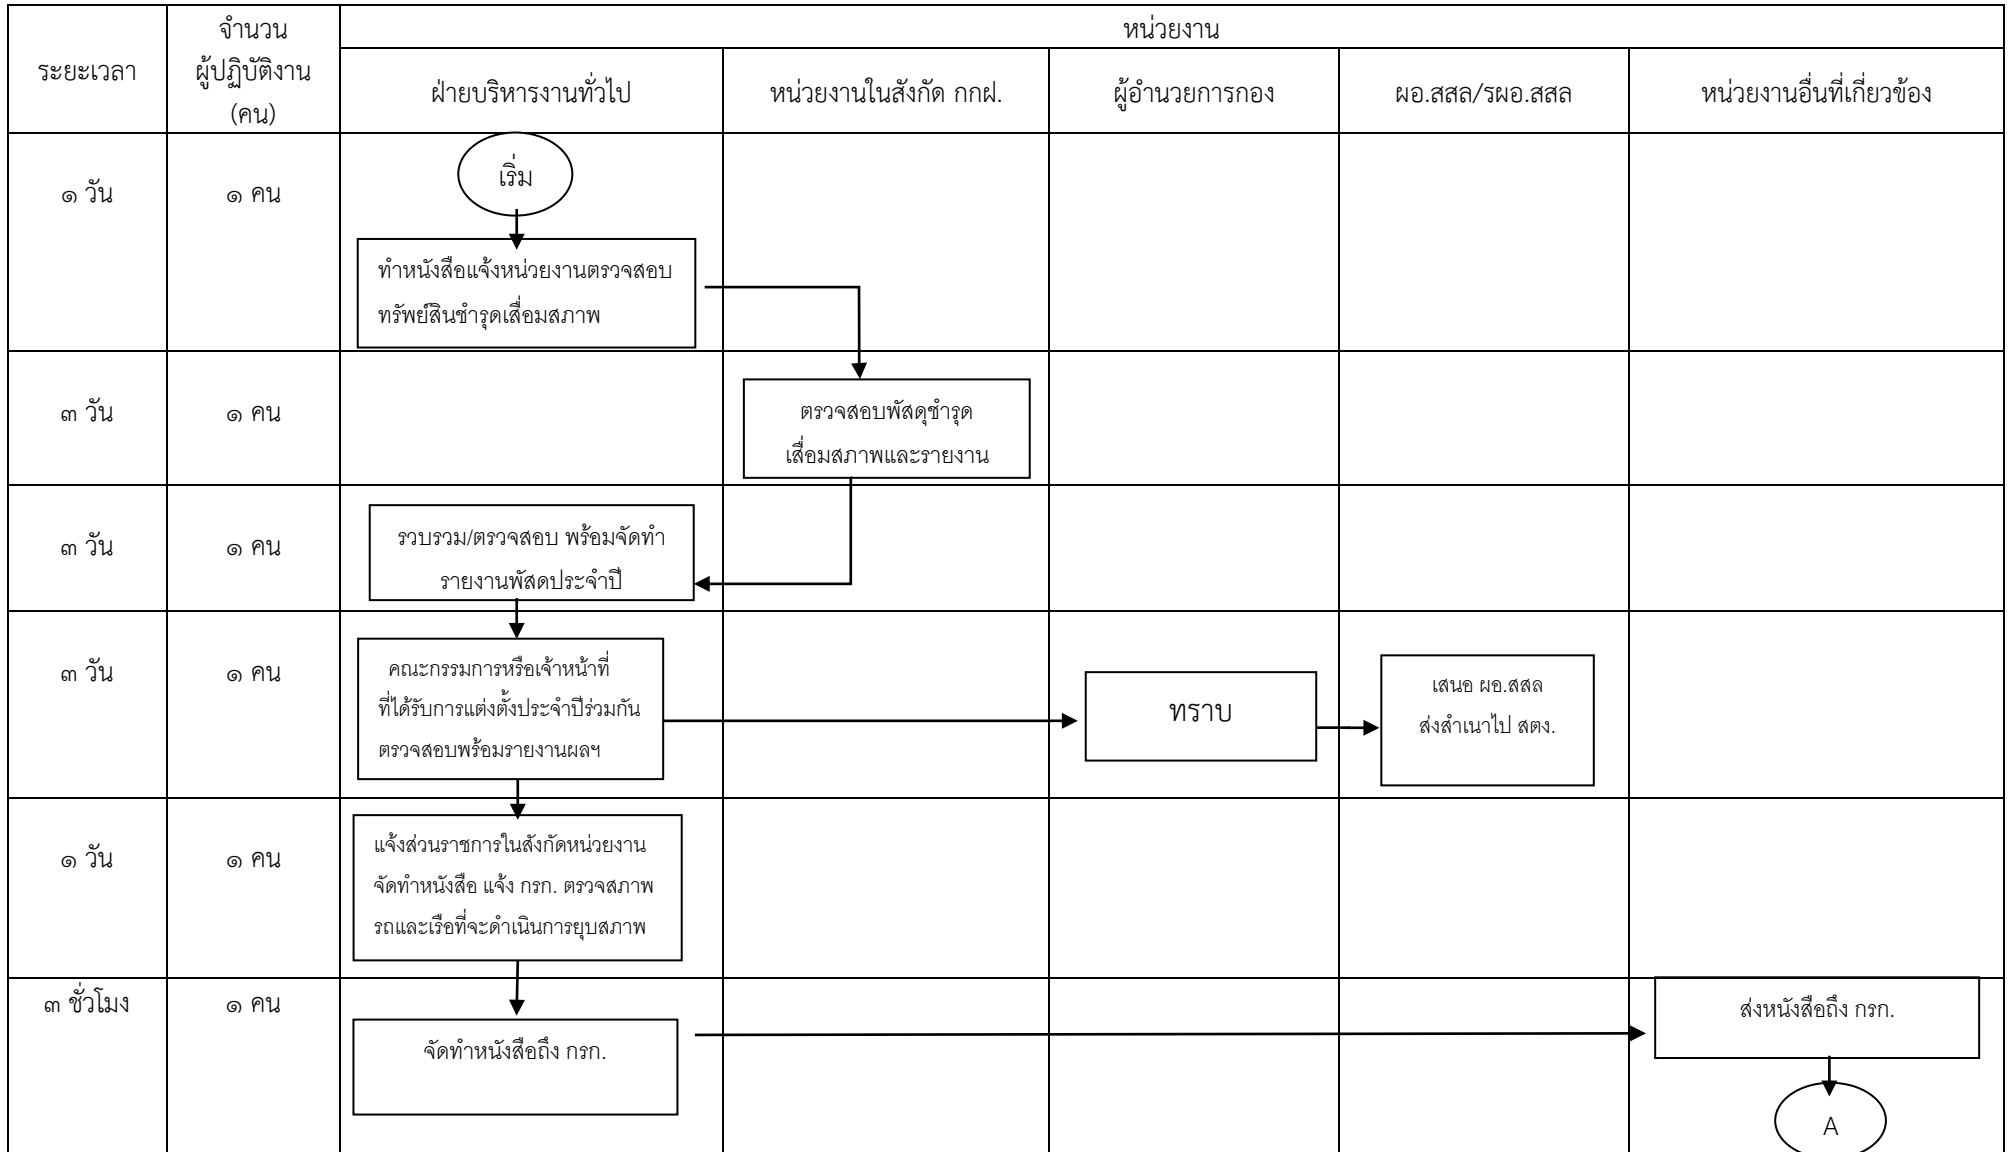 ระยะเวลา
จำนวน
ผู้ปฏิบัติงาน
(คน)
หน่วยงาน
ฝ่ายบริหารงานทั่วไป
หน่วยงานในสังกัด กกฝ.
ผู้อำนวยการกอง
ผอ.สสล/รผอ.สสล
หน่วยงานอื่นที่เกี่ยวข้อง
๑ วัน
๑ คน
เริ่ม
ทำหนังสือแจ้งหน่วยงานตรวจสอบ
ทรัพย์สินชำรุดเสื่อมสภาพ
๓ วัน
๑ คน
ตรวจสอบพัสดุชำรุด
เสื่อมสภาพและรายงาน
๓ วัน
๑ คน
รวบรวม/ตรวจสอบ พร้อมจัดทำ
รายงานพัสดประจำปี
๓ วัน
๑ คน
คณะกรรมการหรือเจ้าหน้าที่
ที่ได้รับการแต่งตั้งประจำปีร่วมกัน
ตรวจสอบพร้อมรายงานผลฯ
ทราบ
เสนอ ผอ.สสล
ส่งสำเนาไป สตง.
๑ วัน
๑ คน
แจ้งส่วนราชการในสังกัดหน่วยงาน
จัดทำหนังสือ แจ้ง กรก. ตรวจสภาพ
รถและเรือที่จะดำเนินการยุบสภาพ
๓ ชั่วโมง
๑ คน
จัดทำหนังสือถึง กรก.
ส่งหนังสือถึง กรก.
A